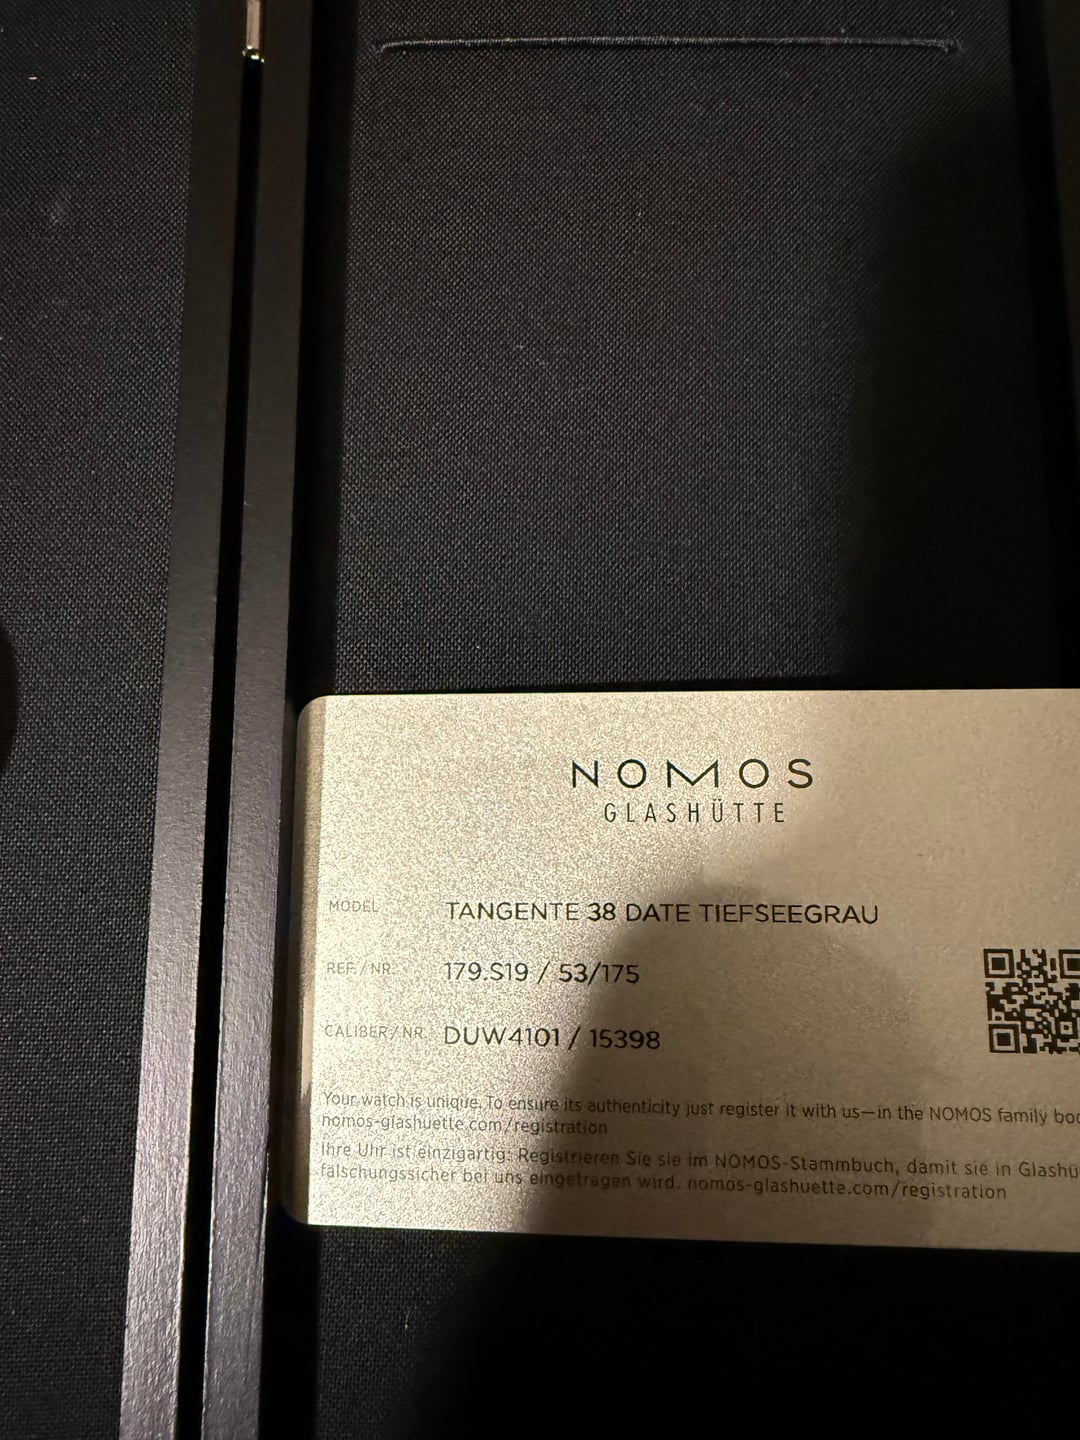 NOMOS
GLASHÜTTE
MODEL TANGENTE 38 DATE TIEFSEEGRAU
REF./NR. 179.S19 / 53/175
CALIBER/NR. DUW4101 / 15398
Your watch is unique. To ensure its authenticity just register it with us—in the NOMOS family
nomos-glashuette.com/registration
Ihre Uhr ist einzigartig: Registrieren Sie sie im NOMOS-Stammbuch, damit sie in
fälschungssicher bei uns eingetragen wird. nomos-glashuette.com/registration